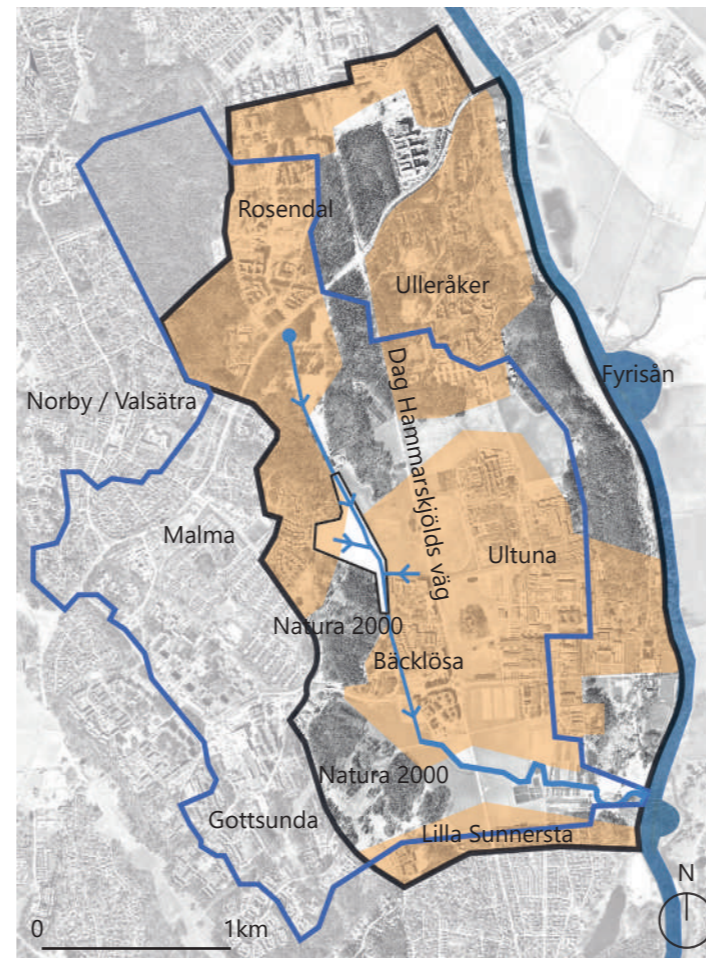 Rosendal
Ulleråker
Fyrisån
Norby / Valsätra
Dag Hammarskjölds väg
Malma
Ultuna
Natura 2000
Bäcklösa
Natura 2000
Gottsunda
Lilla Sunnersta
N
0 1km